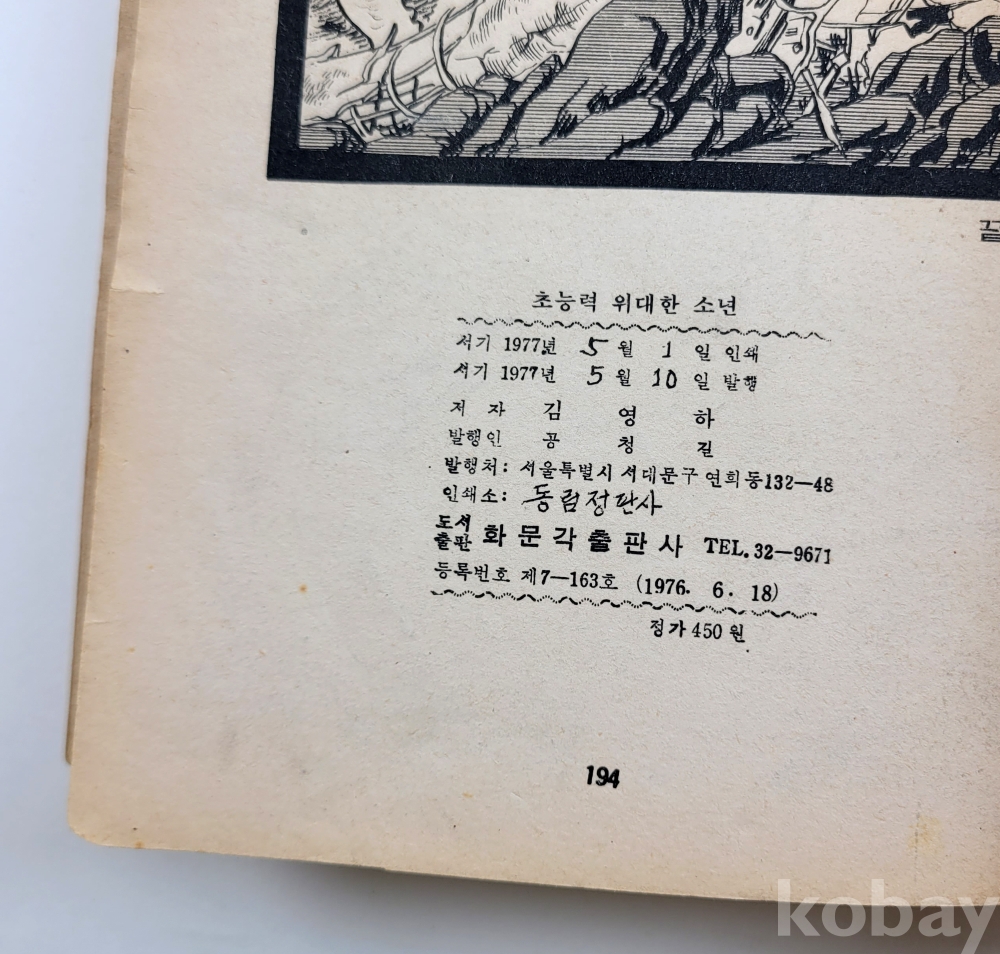 끝
초능력 위대한 소년
서기 1977년 5월 1일 인쇄
서기 1977년 5월 10일 발행
저 자 김 영 하
발행인 공 청 길
발행처: 서울특별시 서대문구 연희동132—48
인쇄소: 동림정판사
도서출판 화문각출판사 TEL. 32—9671
등록번호 제7—163호 (1976. 6. 18)
정가 450원
194
kobay